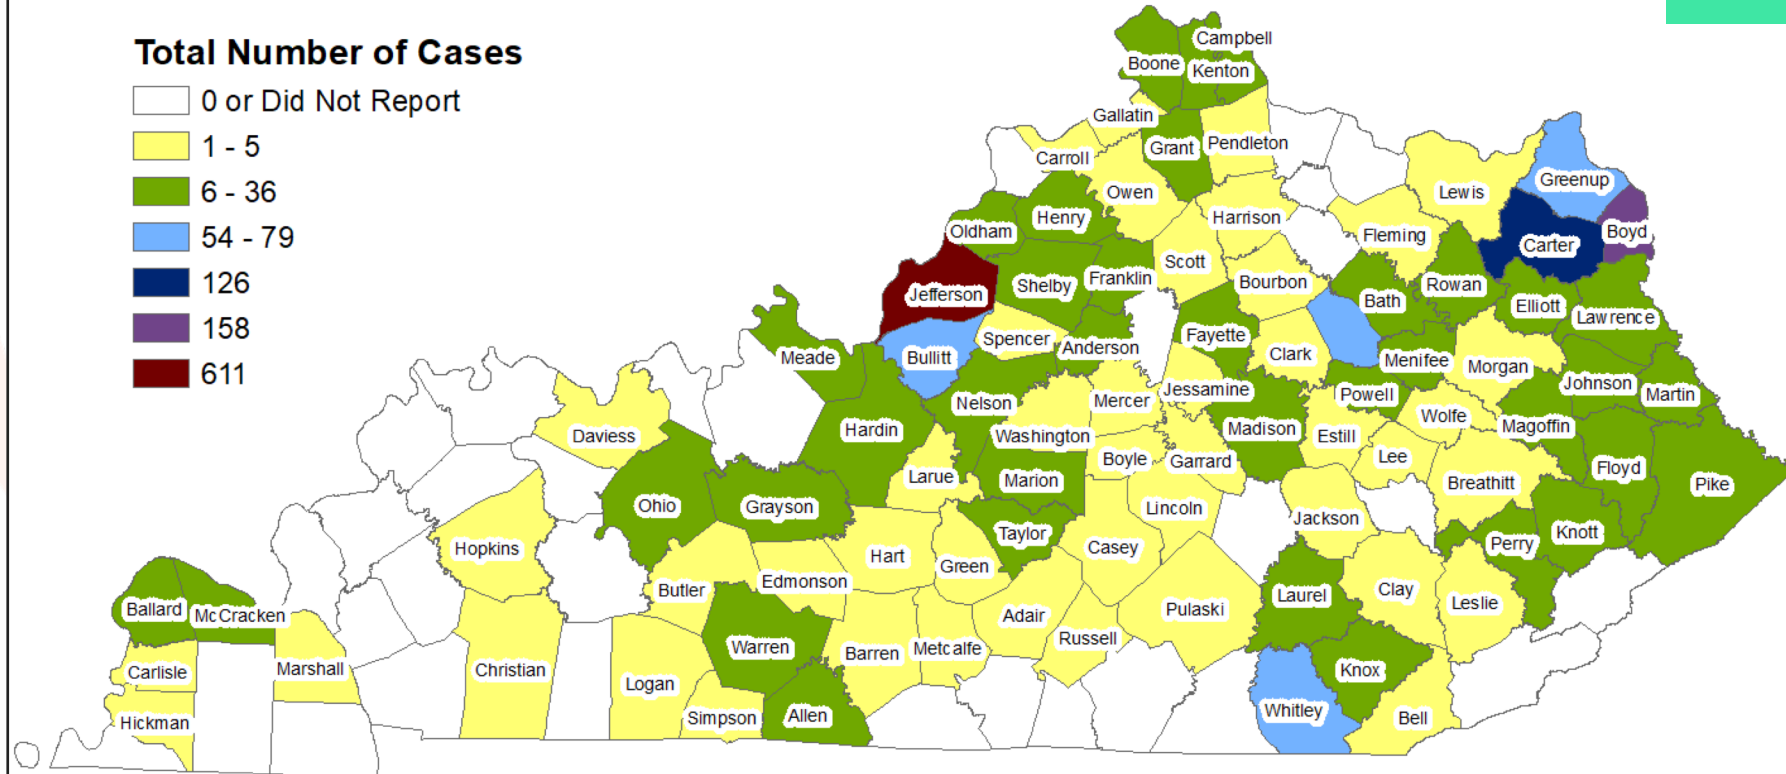 Total Number of Cases
0 or Did Not Report
1 - 5
6 - 36
54 - 79
126
158
611
Campbell
Boone
Kenton
Gallatin
Grant
Pendleton
Carroll
Owen
Lewis
Greenup
Henry
Harrison
Oldham
Fleming
Carter
Boyd
Scott
Jefferson
Shelby
Franklin
Bourbon
Bath
Rowan
Elliott
Lawrence
Spencer
Anderson
Fayette
Meade
Bullitt
Clark
Menifee
Morgan
Johnson
Martin
Nelson
Mercer
Jessamine
Powell
Wolfe
Magoffin
Daviess
Hardin
Washington
Madison
Estill
Lee
Boyle
Garrard
Floyd
Larue
Marion
Breathitt
Pike
Ohio
Grayson
Lincoln
Jackson
Taylor
Perry
Knott
Hopkins
Hart
Green
Casey
Butler
Edmonson
Clay
Leslie
Laurel
Ballard
McCracken
Adair
Pulaski
Russell
Warren
Barren
Metcalfe
Knox
Carlisle
Marshall
Christian
Logan
Hickman
Simpson
Allen
Whitley
Bell